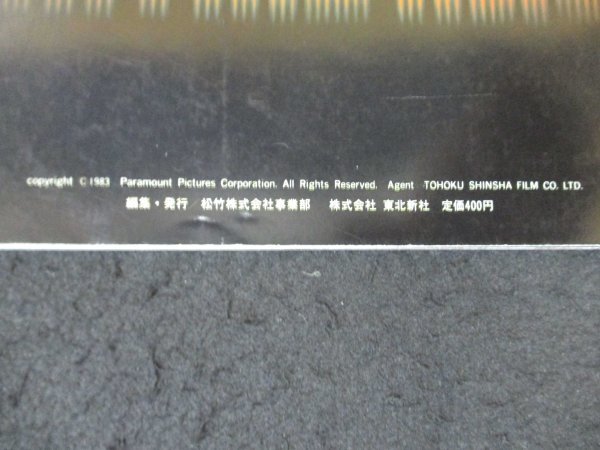 copyright © 1983 Paramount Pictures Corporation. All Rights Reserved. Agent TOHOKU SHINSHA FILM CO. LTD.
編集・発行 松竹株式会社事業部 株式会社 東北新社 定価400円